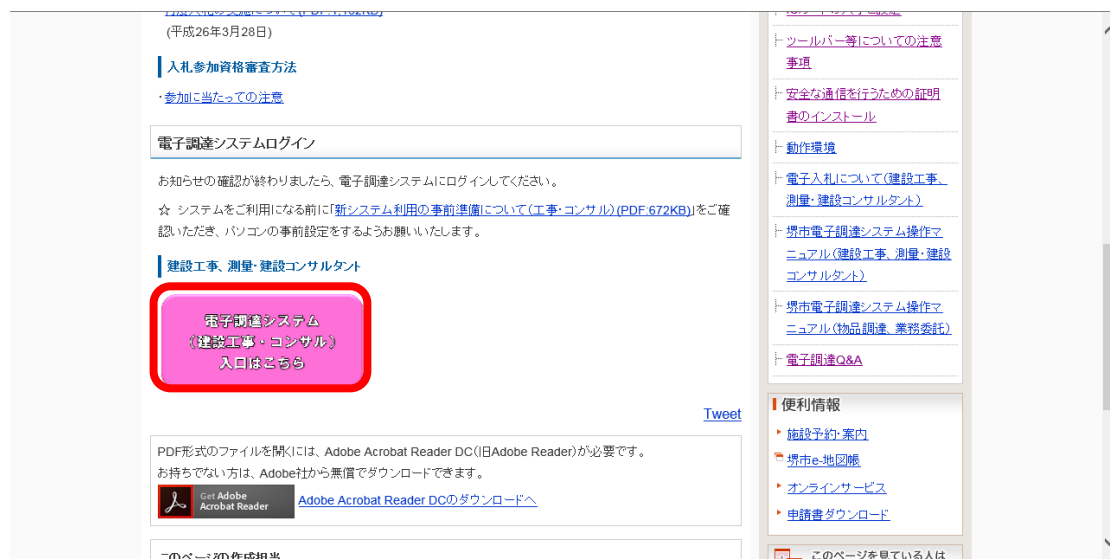 (平成26年3月28日)
入札参加資格審査方法
・参加に当たっての注意
電子調達システムログイン
お知らせの確認が終わりましたら、電子調達システムにログインしてください。
☆ システムをご利用になる前に「新システム利用の事前準備について(工事・コンサル)(PDF:672KB)」をご確
認いただき、パソコンの事前設定をするようお願いいたします。
建設工事、測量・建設コンサルタント
電子調達システム
（建設工事・コンサル）
入口はこちら
Tweet
PDF形式のファイルを開くには、Adobe Acrobat Reader DC(旧Adobe Reader)が必要です。
お持ちでない方は、Adobe社から無償でダウンロードできます。
Get Adobe
Acrobat Reader
Adobe Acrobat Reader DCのダウンロードへ
このページの作成担当
ツールバー等についての注意
事項
安全な通信を行うための証明
書のインストール
動作環境
電子入札について(建設工事、
測量・建設コンサルタント)
堺市電子調達システム操作マ
ニュアル(建設工事、測量・建設
コンサルタント)
堺市電子調達システム操作マ
ニュアル(物品調達、業務委託)
電子調達Q&A
便利情報
施設予約・案内
堺市e-地図帳
オンラインサービス
申請書ダウンロード
このページを見ている人は